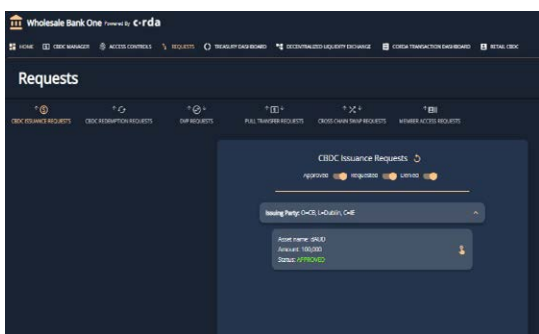 Wholesale Bank One Powered By c·rda
HOME CBDC MANAGER ACCESS CONTROLS REQUESTS TREASURY DASHBOARD DECENTRALIZED LIQUIDITY EXCHANGE CORDA TRANSACTION DASHBOARD RETAIL CBDC
Requests
CBDC ISSUANCE REQUESTS CBDC REDEMPTION REQUESTS DVP REQUESTS PULL TRANSFER REQUESTS CROSS CHAIN SWAP REQUESTS MEMBER ACCESS REQUESTS
CBDC Issuance Requests
Approved Requested Denied
Issuing Party: O=CB, L=Dublin, C=IE
Asset name: dAUD
Amount: 100,000
Status: APPROVED